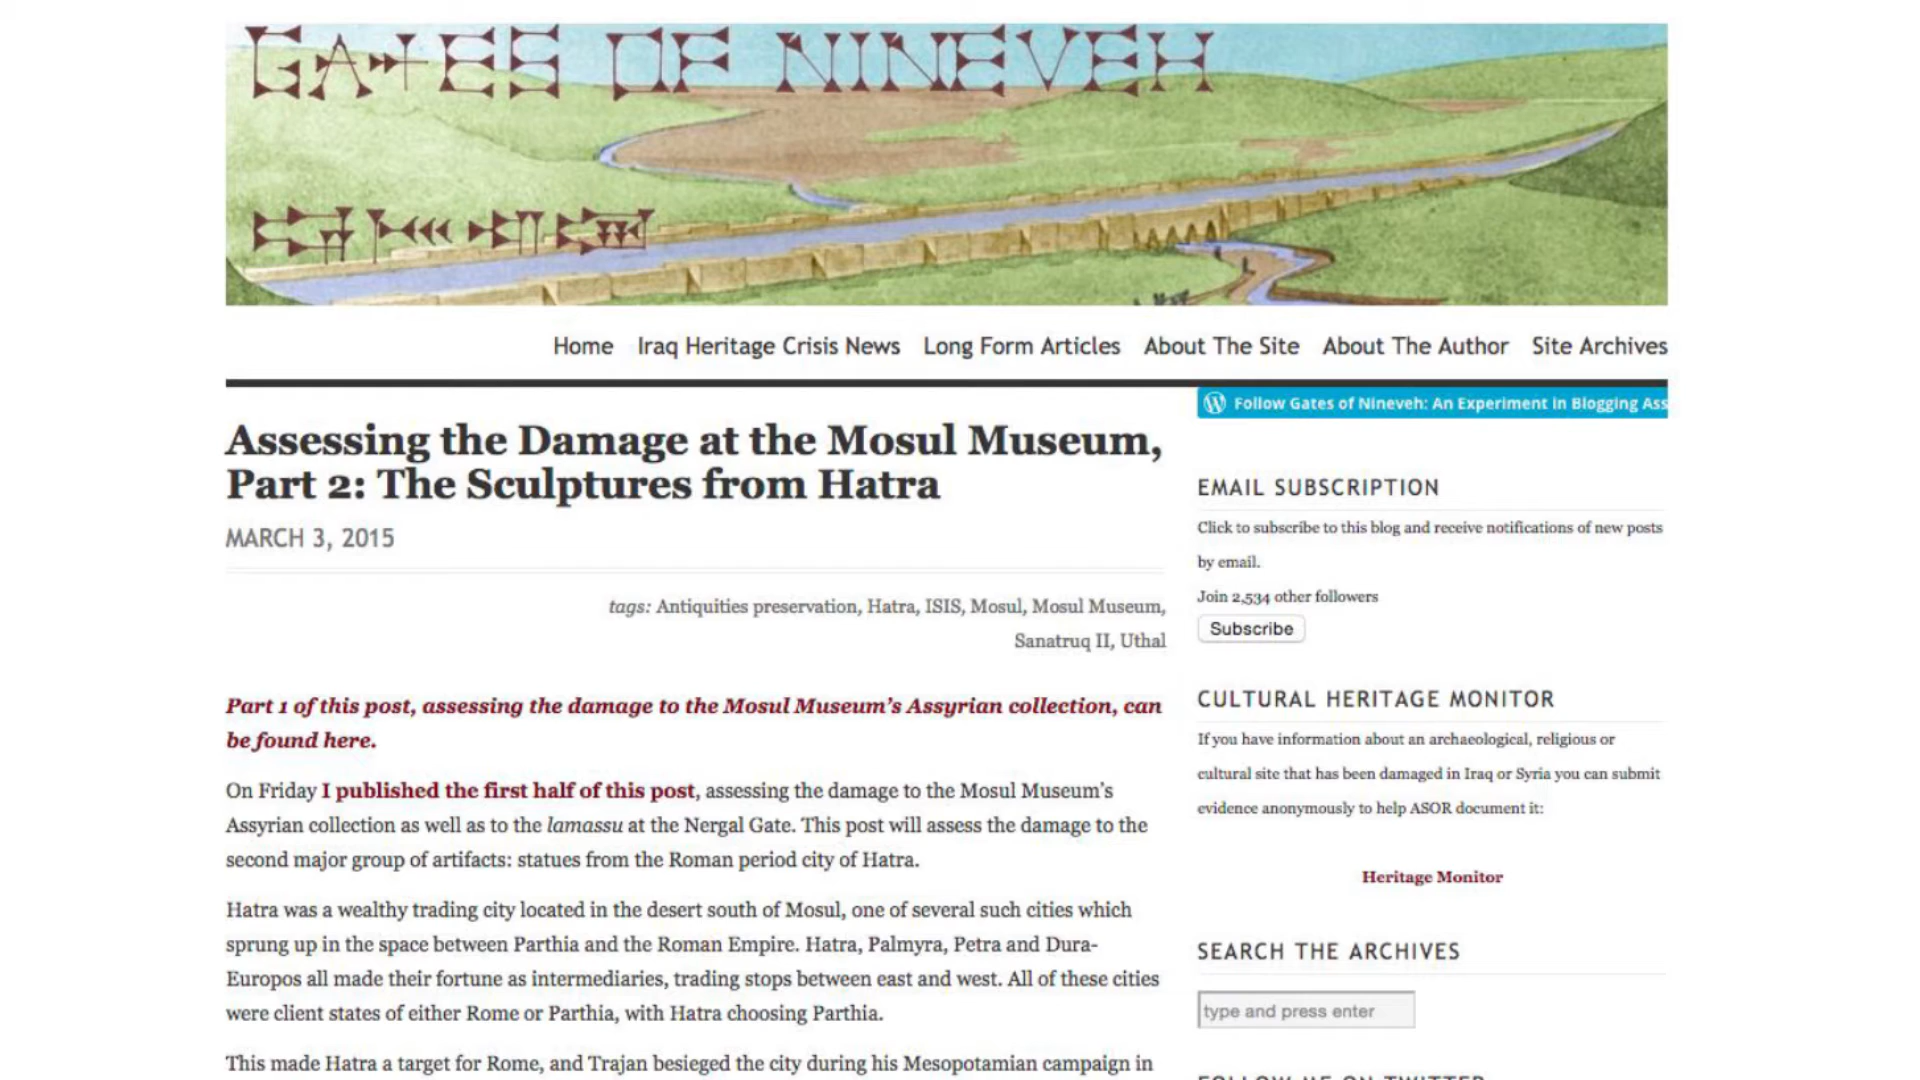 GATES OF NINEVEH
Home Iraq Heritage Crisis News Long Form Articles About The Site About The Author Site Archives
Follow Gates of Nineveh: An Experiment in Blogging Ass
Assessing the Damage at the Mosul Museum,
Part 2: The Sculptures from Hatra
MARCH 3, 2015
tags: Antiquities preservation, Hatra, ISIS, Mosul, Mosul Museum,
Sanatruq II, Uthal
Part 1 of this post, assessing the damage to the Mosul Museum's Assyrian collection, can
be found here.
On Friday I published the first half of this post, assessing the damage to the Mosul Museum's
Assyrian collection as well as to the lamassu at the Nergal Gate. This post will assess the damage to the
second major group of artifacts: statues from the Roman period city of Hatra.
Hatra was a wealthy trading city located in the desert south of Mosul, one of several such cities which
sprung up in the space between Parthia and the Roman Empire. Hatra, Palmyra, Petra and Dura-
Europos all made their fortune as intermediaries, trading stops between east and west. All of these cities
were client states of either Rome or Parthia, with Hatra choosing Parthia.
This made Hatra a target for Rome, and Trajan besieged the city during his Mesopotamian campaign in
EMAIL SUBSCRIPTION
Click to subscribe to this blog and receive notifications of new posts
by email.
Join 2,534 other followers
Subscribe
CULTURAL HERITAGE MONITOR
If you have information about an archaeological, religious or
cultural site that has been damaged in Iraq or Syria you can submit
evidence anonymously to help ASOR document it:
Heritage Monitor
SEARCH THE ARCHIVES
type and press enter
FOLLOW ME ON TWITTER